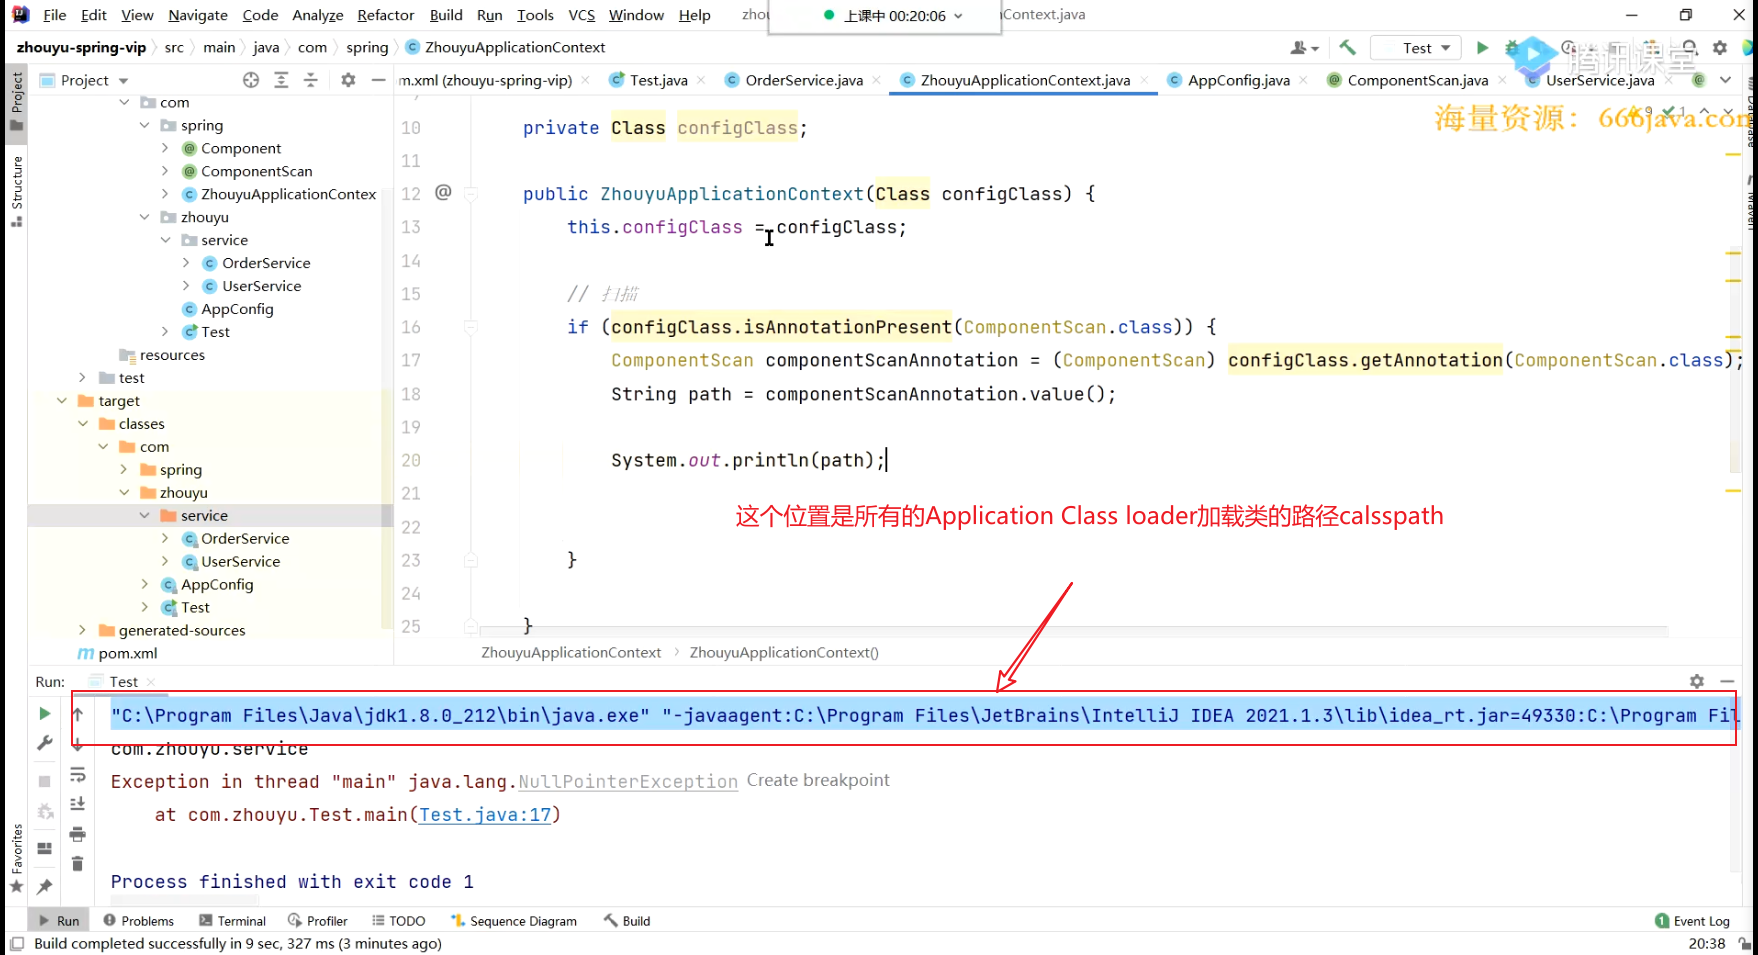 File Edit View Navigate Code Analyze Refactor Build Run Tools VCS Window Help
上课中 00:20:06
Context.java
zhouyu-spring-vip src main java com spring ZhouyuApplicationContext
Test
腾讯课堂
Project
m.xml (zhouyu-spring-vip) Test.java OrderService.java ZhouyuApplicationContext.java AppConfig.java ComponentScan.java UserService.java
海量资源：666java.com
9 1
Project
Structure
Favorites
Database
Maven
com
spring
Component
ComponentScan
ZhouyuApplicationContex
zhouyu
service
OrderService
UserService
AppConfig
Test
resources
test
target
classes
com
spring
zhouyu
service
OrderService
UserService
AppConfig
Test
generated-sources
pom.xml
10 private Class configClass;
11
12 @ public ZhouyuApplicationContext(Class configClass) {
13 this.configClass = configClass;
14
15 // 扫描
16 if (configClass.isAnnotationPresent(ComponentScan.class)) {
17 ComponentScan componentScanAnnotation = (ComponentScan) configClass.getAnnotation(ComponentScan.class);
18 String path = componentScanAnnotation.value();
19
20 System.out.println(path);
21
这个位置是所有的Application Class loader加载类的路径calsspath
22
23 }
24
25 }
ZhouyuApplicationContext ZhouyuApplicationContext()
Run: Test
"C:\Program Files\Java\jdk1.8.0_212\bin\java.exe" "-javaagent:C:\Program Files\JetBrains\IntelliJ IDEA 2021.1.3\lib\idea_rt.jar=49330:C:\Program Fil
com.zhouyu.service
Exception in thread "main" java.lang.NullPointerException Create breakpoint
at com.zhouyu.Test.main(Test.java:17)
Process finished with exit code 1
Run Problems Terminal Profiler TODO Sequence Diagram Build 1 Event Log
Build completed successfully in 9 sec, 327 ms (3 minutes ago) 20:38